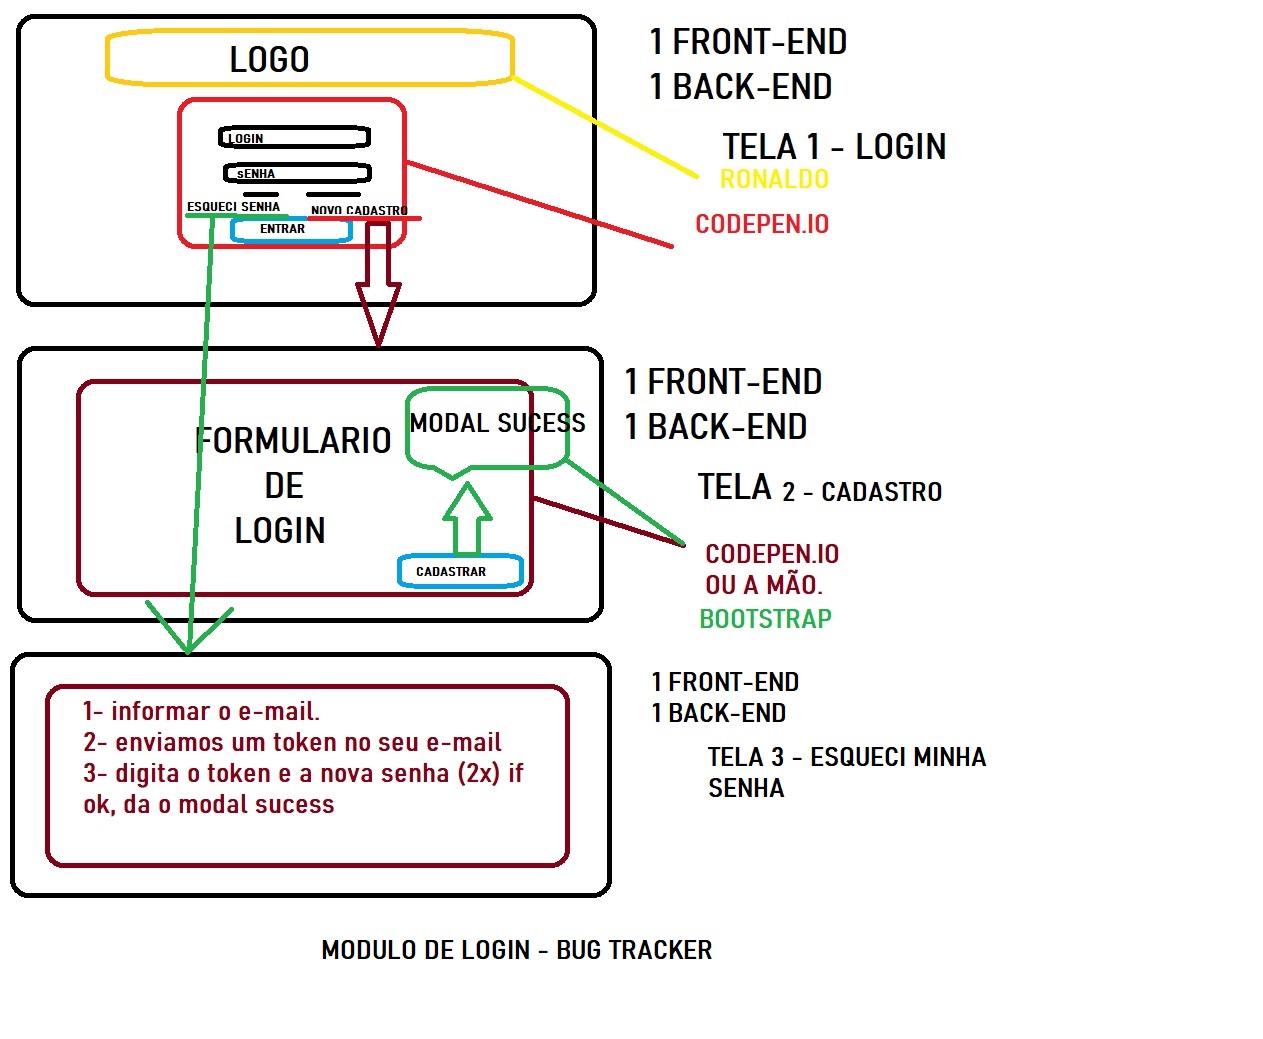 LOGO
LOGIN
sENHA
ESQUECI SENHA
NOVO CADASTRO
ENTRAR
1 FRONT-END
1 BACK-END
TELA 1 - LOGIN
RONALDO
CODEPEN.IO
FORMULARIO
DE
LOGIN
MODAL SUCESS
CADASTRAR
1 FRONT-END
1 BACK-END
TELA 2 - CADASTRO
CODEPEN.IO
OU A MÃO.
BOOTSTRAP
1- informar o e-mail.
2- enviamos um token no seu e-mail
3- digita o token e a nova senha (2x) if
ok, da o modal sucess
1 FRONT-END
1 BACK-END
TELA 3 - ESQUECI MINHA
SENHA
MODULO DE LOGIN - BUG TRACKER